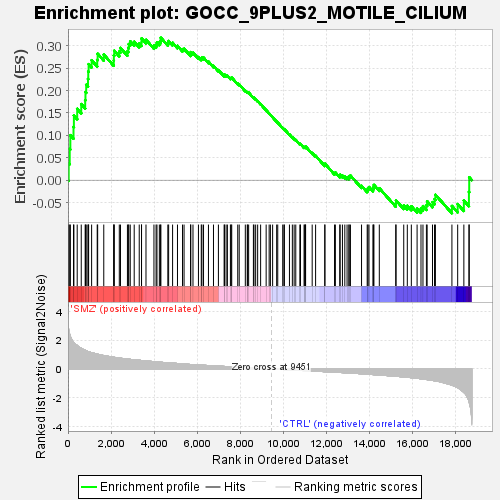 Enrichment plot: GOCC_9PLUS2_MOTILE_CILIUM
Enrichment score (ES)
0.30
0.25
0.20
0.15
0.10
0.05
0.00
-0.05
'SMZ' (positively correlated)
Ranked list metric (Signal2Noise)
4
2
0
-2
-4
Zero cross at 9451
'CTRL' (negatively correlated)
0
2,000
4,000
6,000
8,000
10,000
12,000
14,000
16,000
18,000
Rank in Ordered Dataset
Enrichment profile
Hits
Ranking metric scores